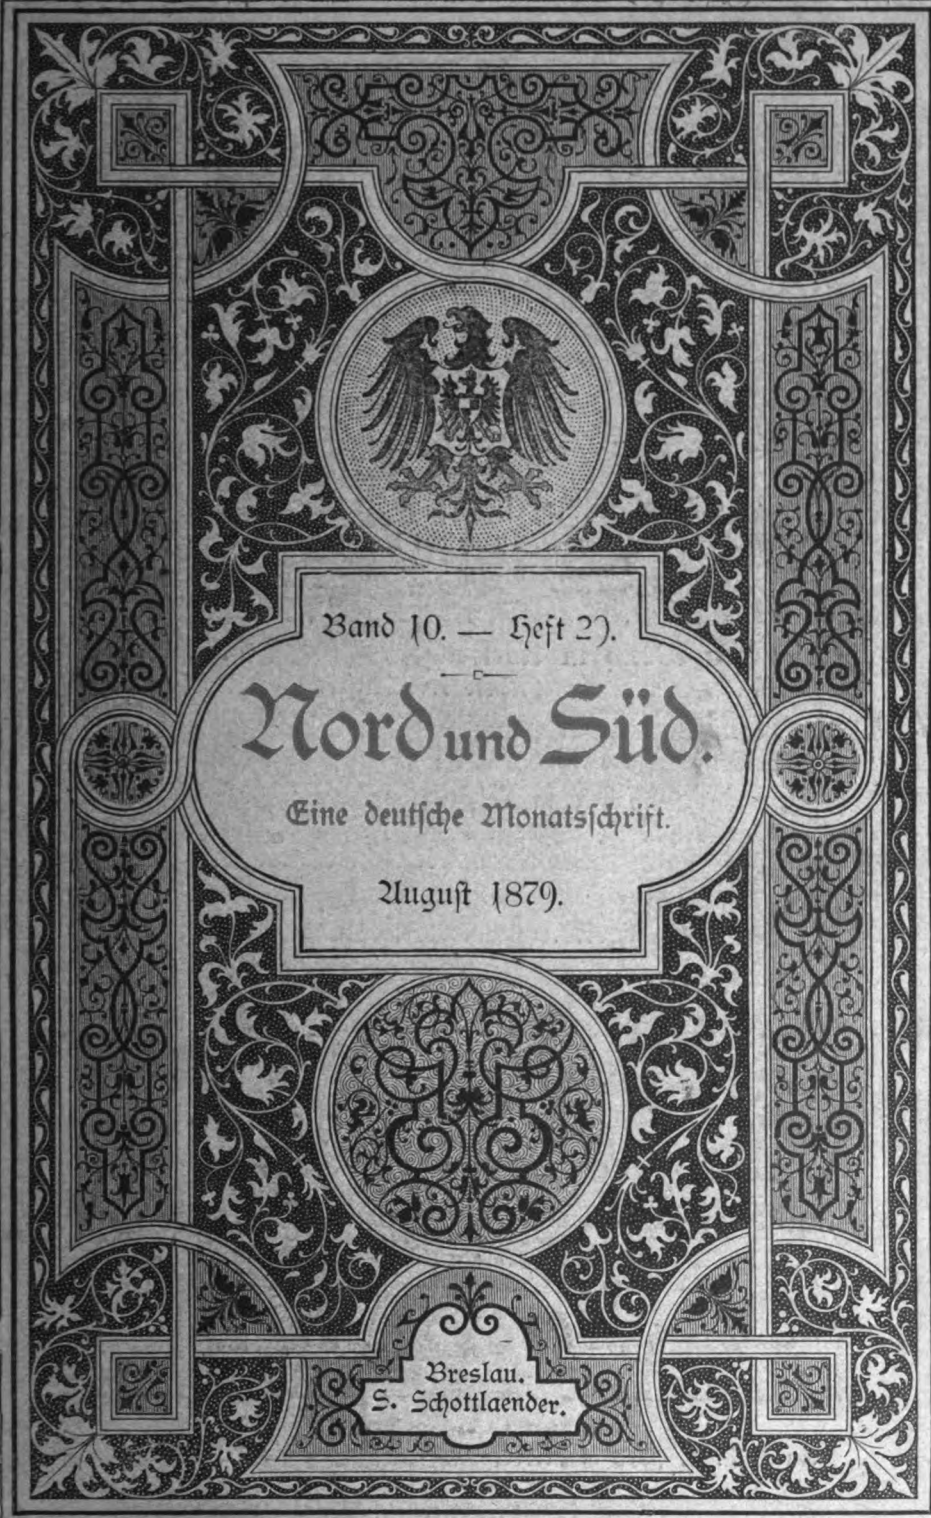 Band 10. — Heft 29.
Nord und Süd.
Eine deutſche Monatsſchrift.
Auguſt 1879.
Breslau.
S. Schottlaender.